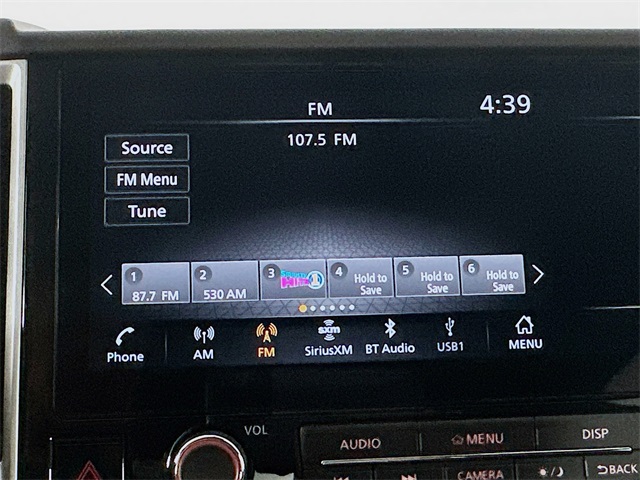 FM
4:39
107.5 FM
Source
FM Menu
Tune
1
87.7 FM
2
530 AM
3
4
Hold to
Save
5
Hold to
Save
6
Hold to
Save
Phone
AM
FM
sxm
SiriusXM
BT Audio
USB1
MENU
VOL
AUDIO
MENU
DISP
CAMERA
BACK